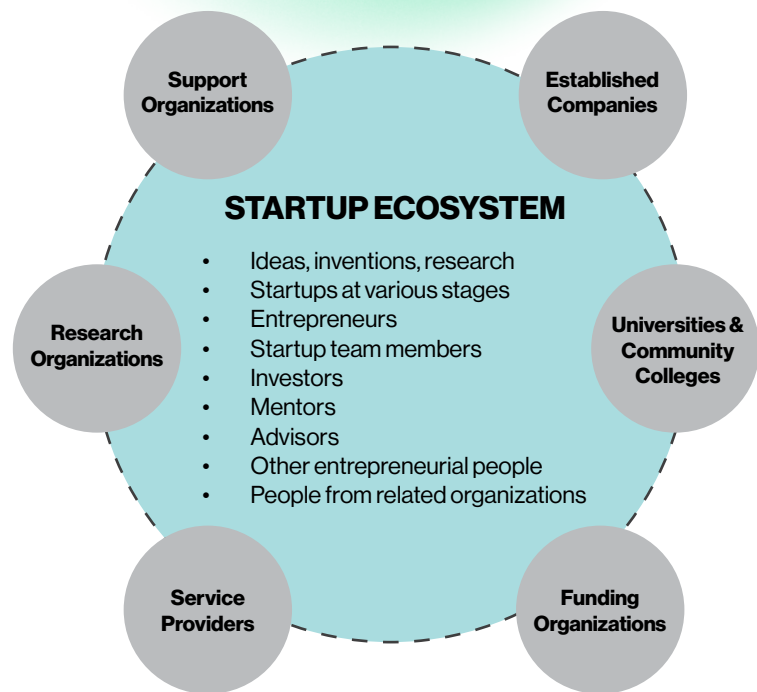 Support
Organizations
Established
Companies
STARTUP ECOSYSTEM
• Ideas, inventions, research
• Startups at various stages
• Entrepreneurs
• Startup team members
• Investors
• Mentors
• Advisors
• Other entrepreneurial people
• People from related organizations
Research
Organizations
Universities &
Community
Colleges
Service
Providers
Funding
Organizations